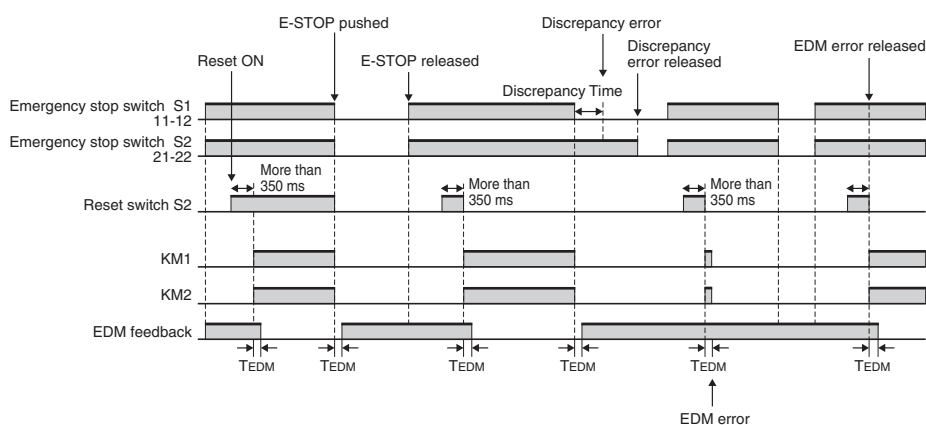 E-STOP pushed
Discrepancy error
Reset ON
E-STOP released
Discrepancy
error released
EDM error released
Discrepancy Time
Emergency stop switch S1
11-12
Emergency stop switch S2
21-22
More than
350 ms
More than
350 ms
More than
350 ms
Reset switch S2
KM1
KM2
EDM feedback
TEDM
TEDM
TEDM
TEDM
TEDM
TEDM
EDM error